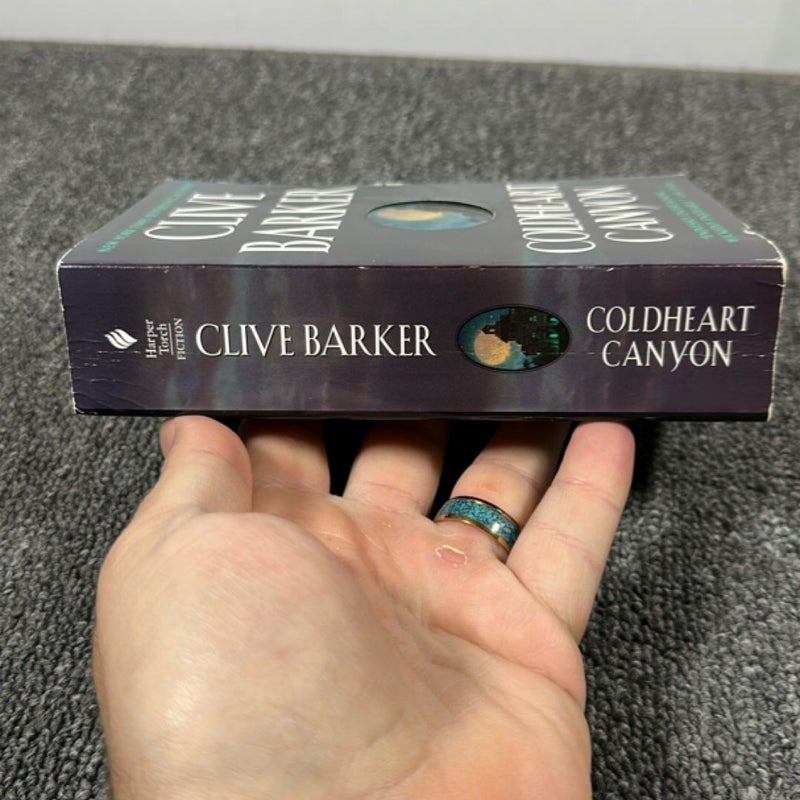 CLIVE
BARKER
COLDHEART
CANYON
Harper
Torch
FICTION
CLIVE BARKER
COLDHEART
CANYON